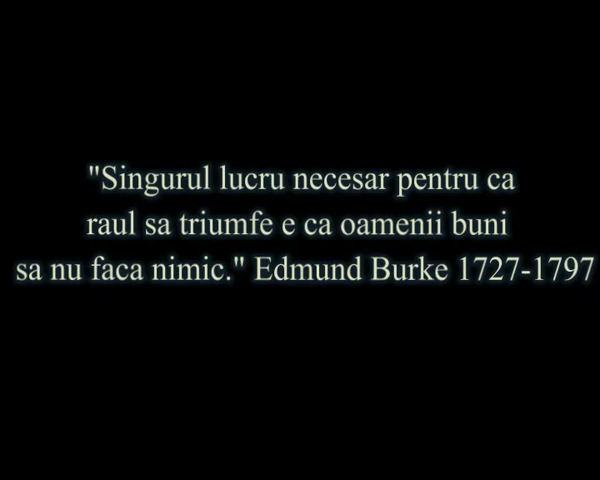 "Singurul lucru necesar pentru ca
raul sa triumfe e ca oamenii buni
sa nu faca nimic." Edmund Burke 1727-1797